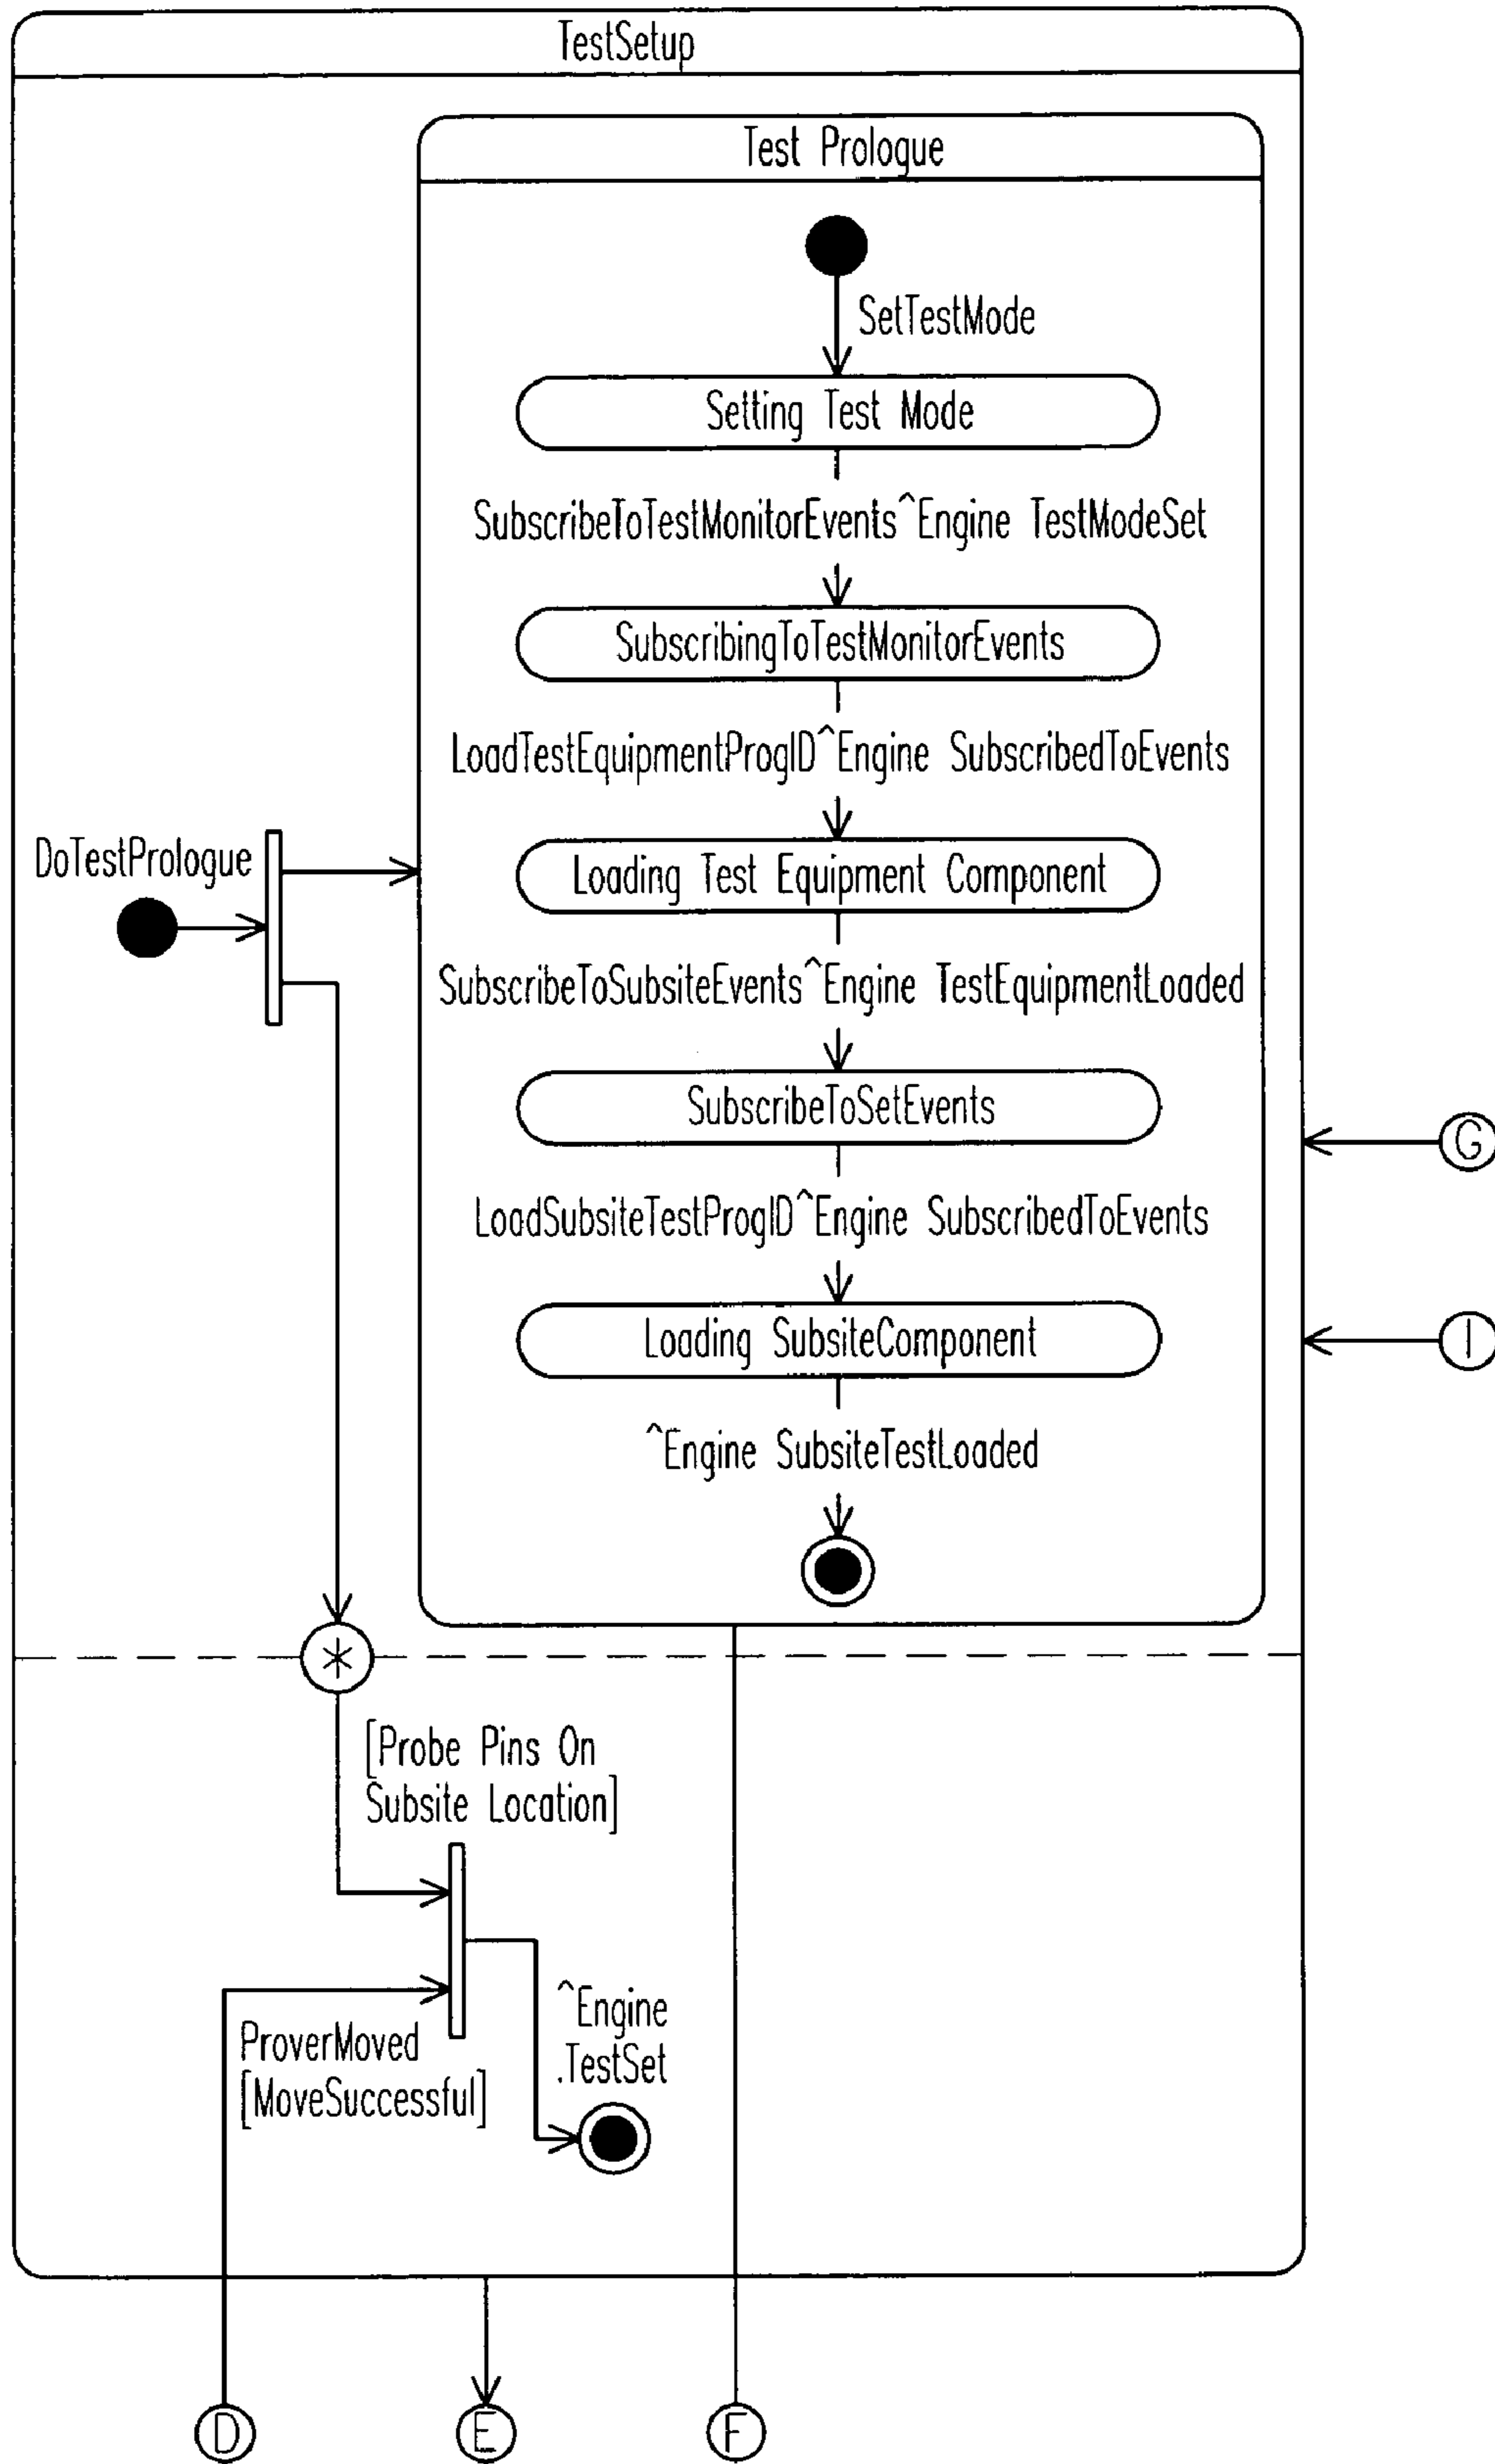 TestSetup
Test Prologue
SetTestMode
Setting Test Mode
SubscribeToTestMonitorEvents^Engine TestModeSet
SubscribingToTestMonitorEvents
LoadTestEquipmentProgID^Engine SubscribedToEvents
DoTestPrologue
Loading Test Equipment Component
SubscribeToSubsiteEvents^Engine TestEquipmentLoaded
SubscribeToSetEvents
G
LoadSubsiteTestProgID^Engine SubscribedToEvents
Loading SubsiteComponent
I
^Engine SubsiteTestLoaded
*
[Probe Pins On
Subsite Location]
^Engine
.TestSet
ProverMoved
[MoveSuccessful]
D
E
F